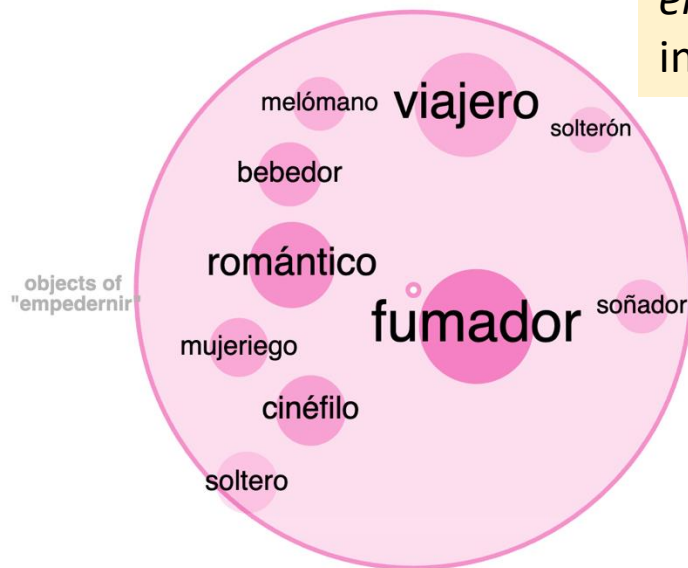 melómano
viajero
solterón
bebedor
romántico
objects of
"empedernir"
fumador
soñador
mujeriego
cinéfilo
soltero